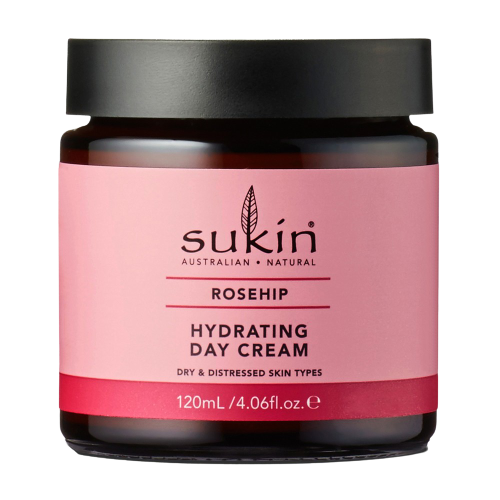 sukin®
AUSTRALIAN • NATURAL
ROSEHIP
HYDRATING
DAY CREAM
DRY & DISTRESSED SKIN TYPES
120mL /4.06fl.oz.℮